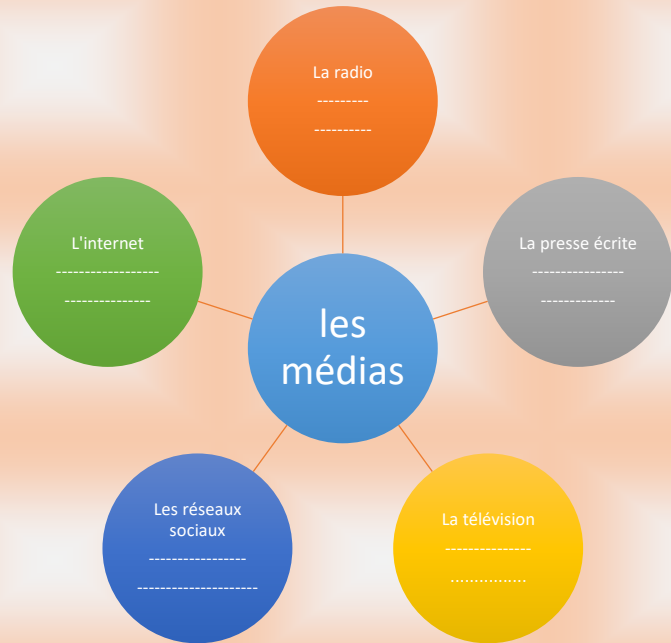 La radio
---------
----------
L'internet
------------------
---------------
La presse écrite
----------------
-------------
les
médias
Les réseaux
sociaux
-----------------
---------------------
La télévision
---------------
................